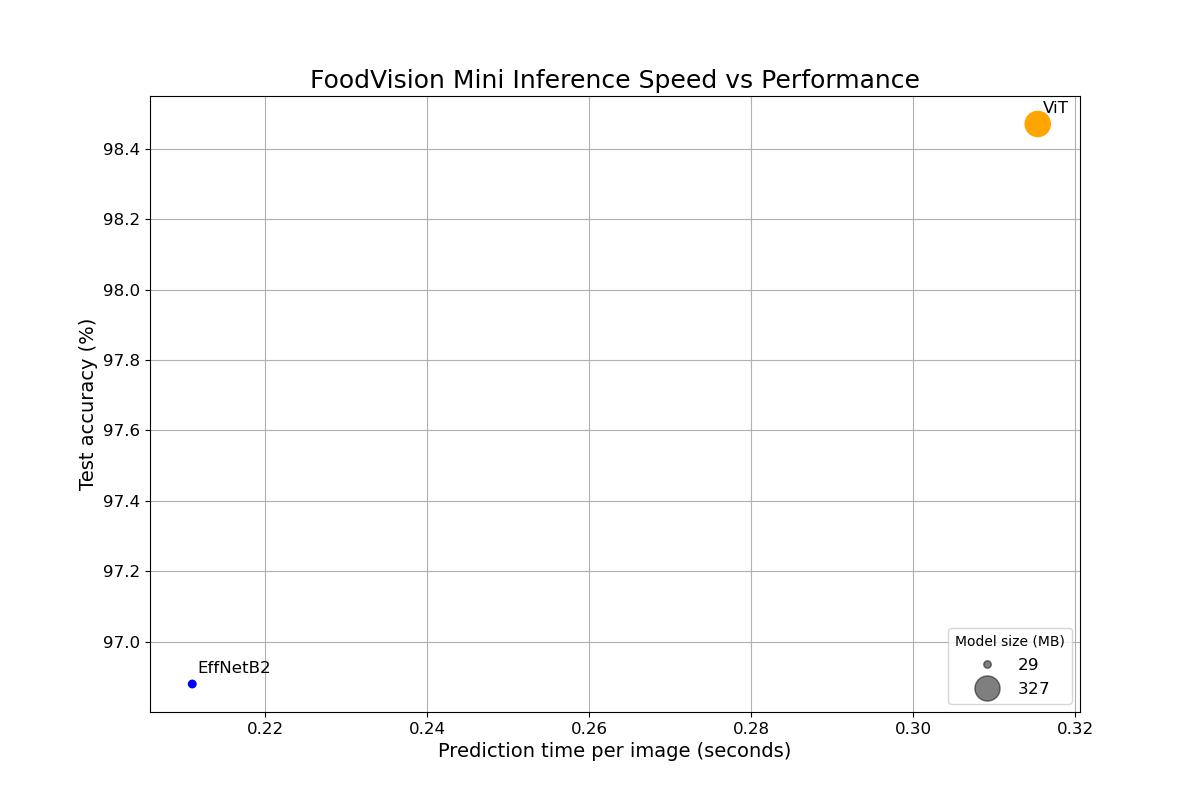 FoodVision Mini Inference Speed vs Performance
ViT
98.4
98.2
98.0
97.8
97.6
97.4
97.2
97.0
Test accuracy (%)
EffNetB2
Model size (MB)
29
327
0.22 0.24 0.26 0.28 0.30 0.32
Prediction time per image (seconds)